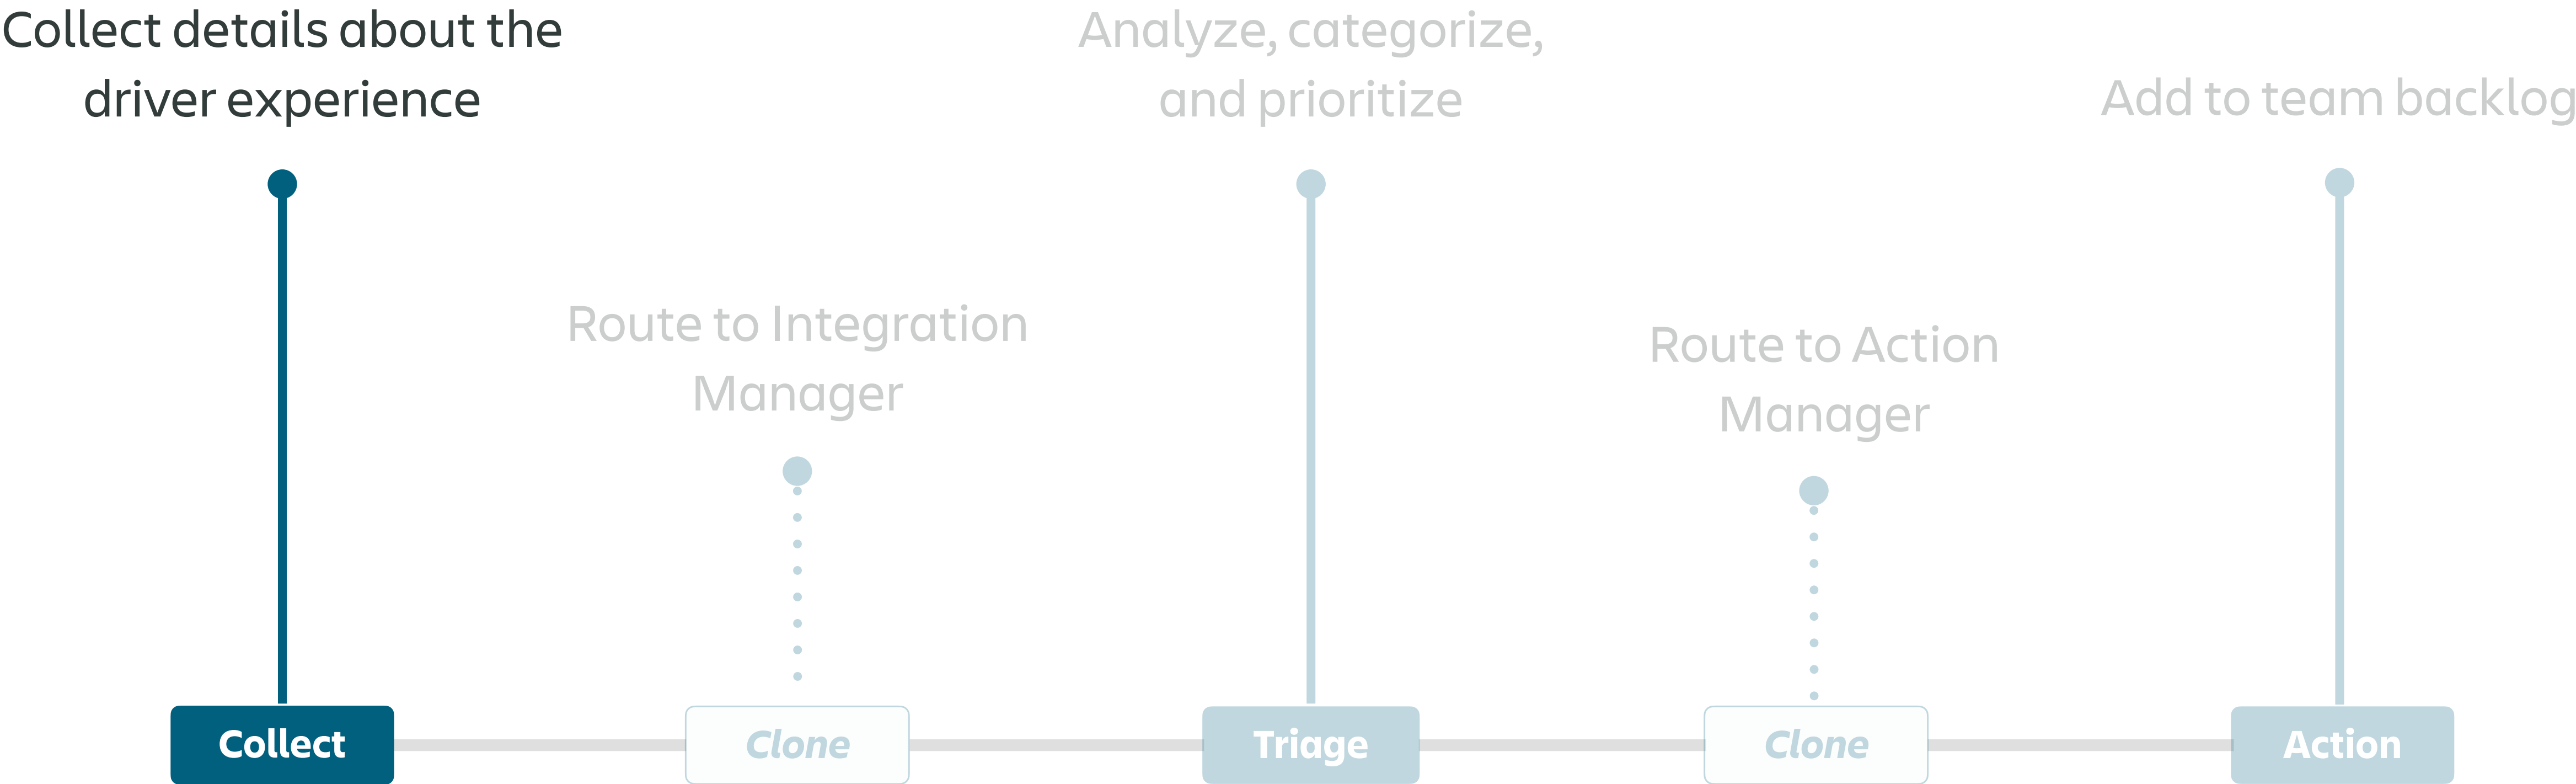 Collect details about the
driver experience
Analyze, categorize,
and prioritize
Add to team backlog
Route to Integration
Manager
Route to Action
Manager
Collect
Clone
Triage
Clone
Action